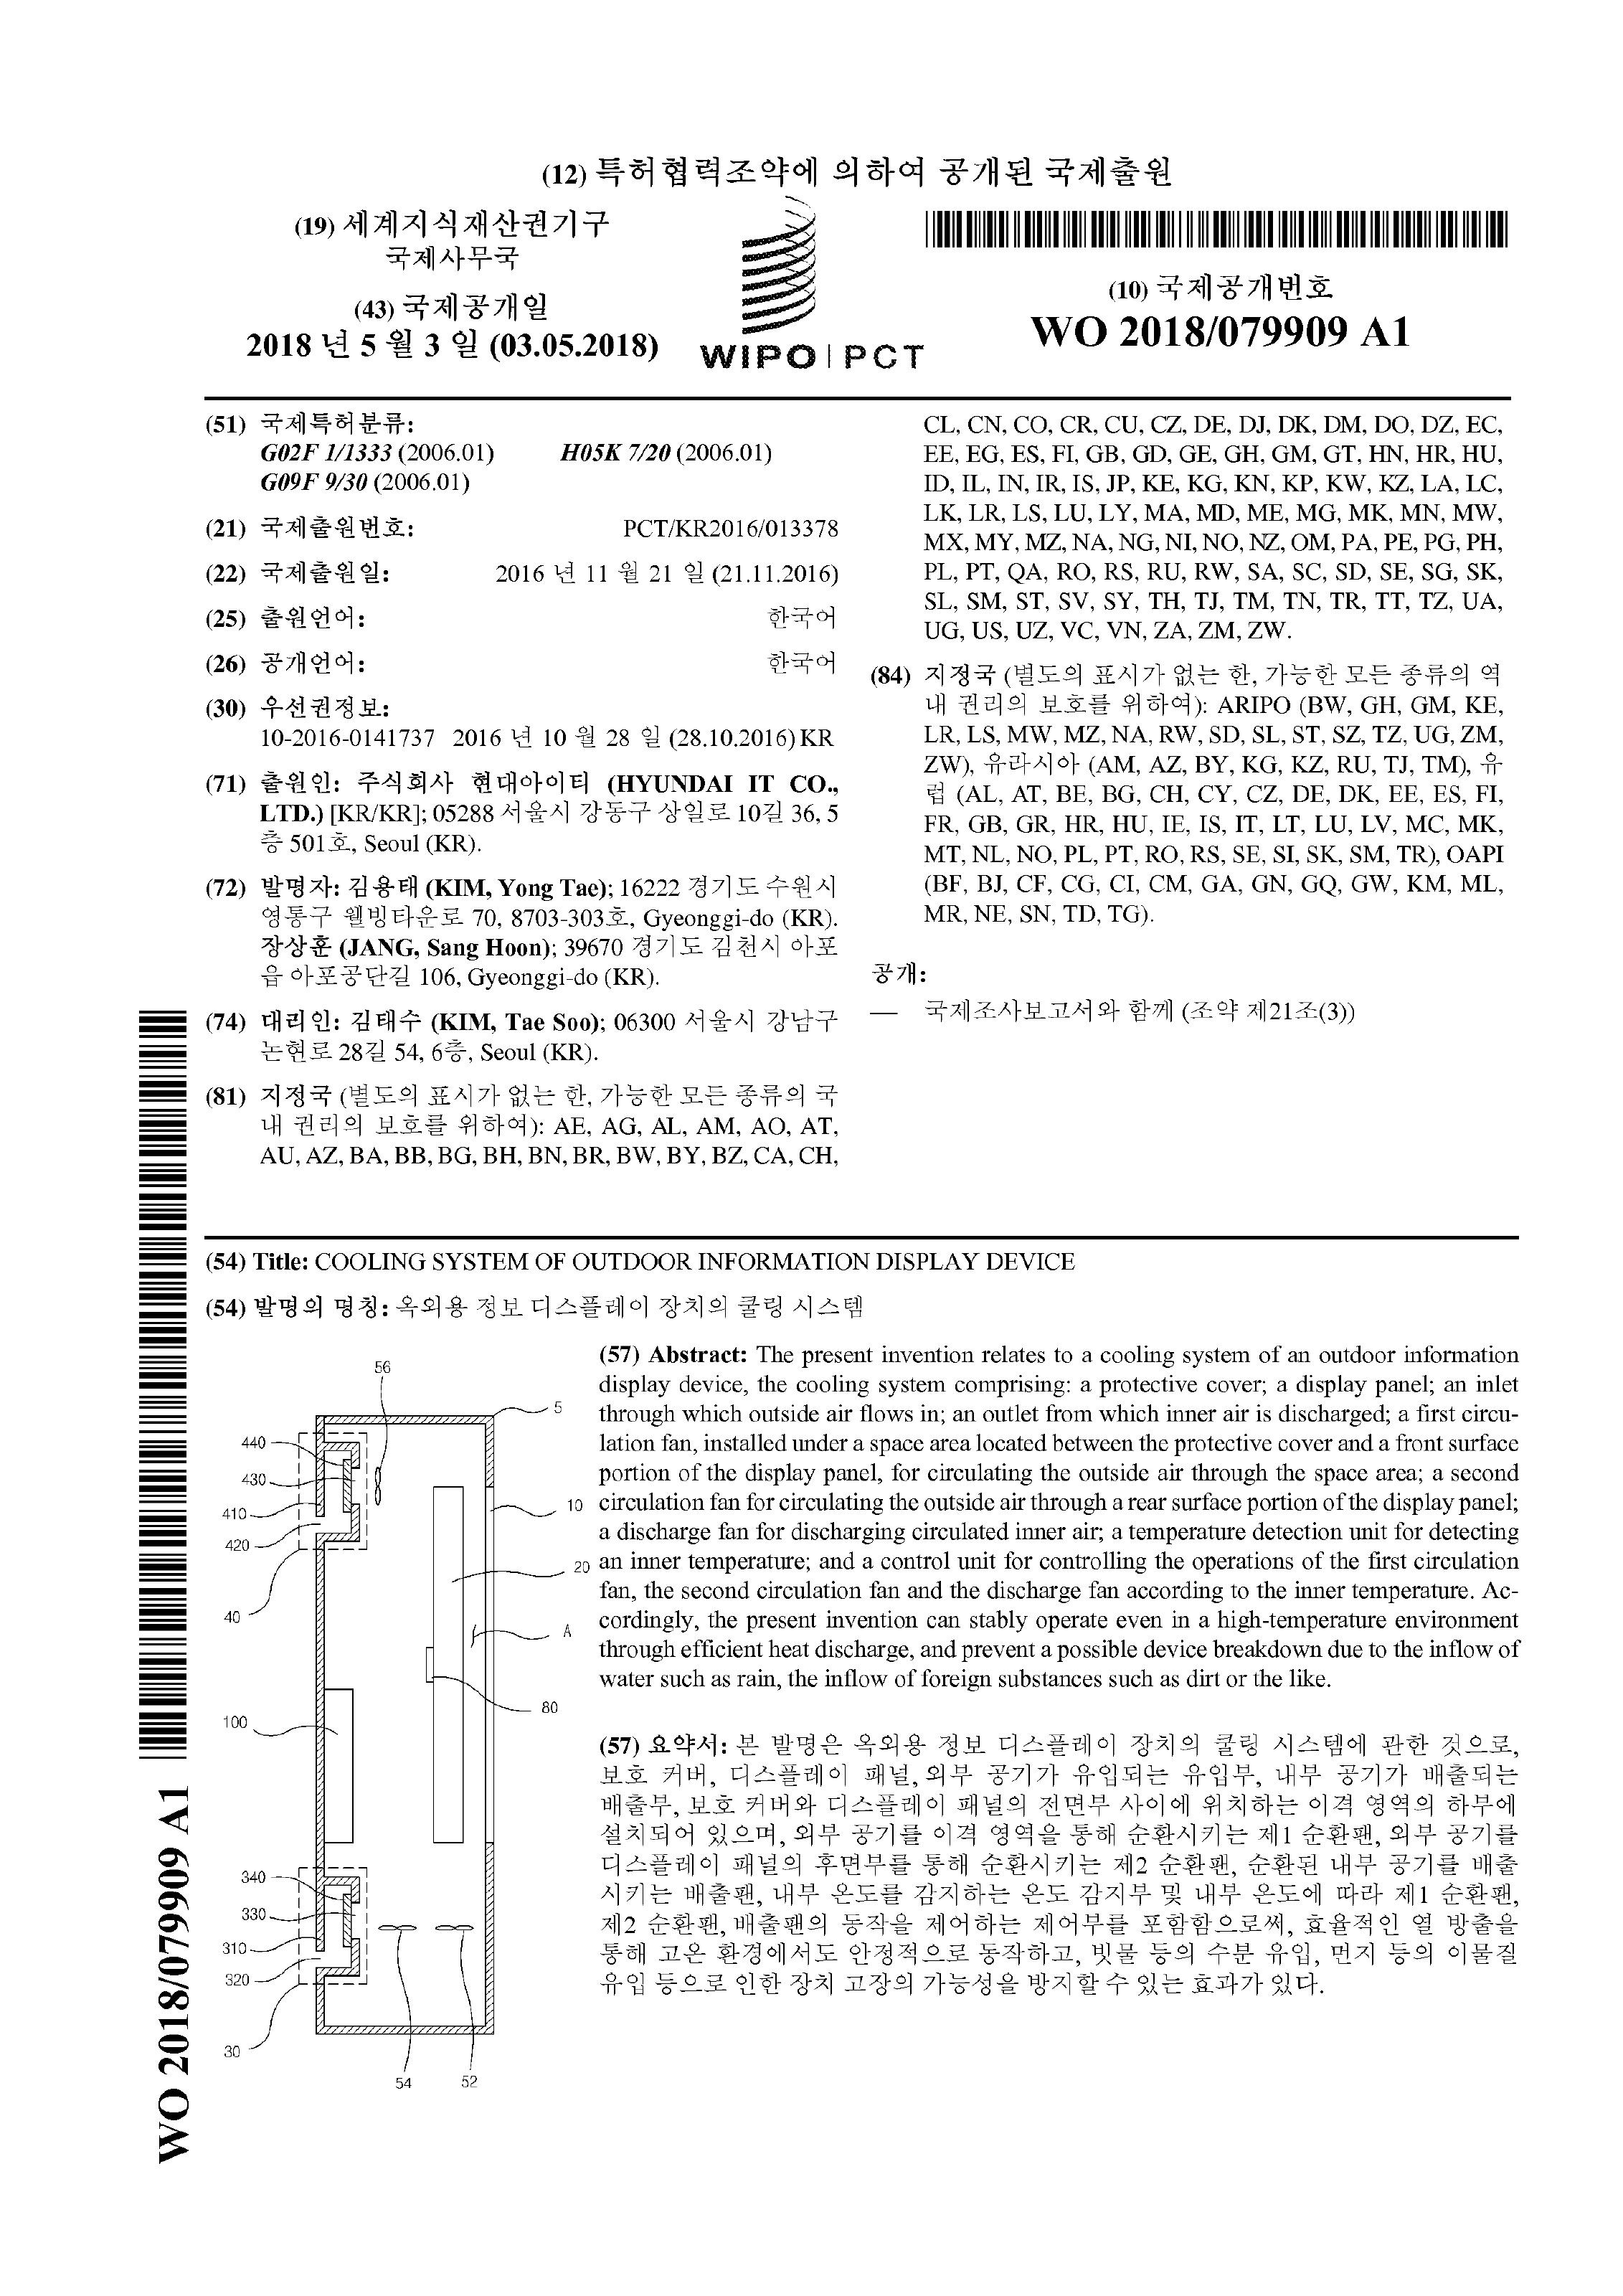 (12) 특허협력조약에 의하여 공개된 국제출원
(19) 세계지식재산권기구
국제사무국
(43) 국제공개일
2018 년 5 월 3 일 (03.05.2018)
WIPO | PCT
(10) 국제공개번호
WO 2018/079909 A1
(51) 국제특허분류:
G02F 1/1333 (2006.01) H05K 7/20 (2006.01)
G09F 9/30 (2006.01)
(21) 국제출원번호: PCT/KR2016/013378
(22) 국제출원일: 2016 년 11 월 21 일 (21.11.2016)
(25) 출원언어: 한국어
(26) 공개언어: 한국어
(30) 우선권정보:
10-2016-0141737 2016 년 10 월 28 일 (28.10.2016) KR
(71) 출원인: 주식회사 현대아이티 (HYUNDAI IT CO.,
LTD.) [KR/KR]; 05288 서울시 강동구 상일로 10길 36, 5
층 501호, Seoul (KR).
(72) 발명자: 김용태 (KIM, Yong Tae); 16222 경기도 수원시
영통구 웰빙타운로 70, 8703-303호, Gyeonggi-do (KR).
장상훈 (JANG, Sang Hoon); 39670 경기도 김천시 아포
읍 아포공단길 106, Gyeonggi-do (KR).
(74) 대리인: 김태수 (KIM, Tae Soo); 06300 서울시 강남구
논현로 28길 54, 6층, Seoul (KR).
(81) 지정국 (별도의 표시가 없는 한, 가능한 모든 종류의 국
내 권리의 보호를 위하여): AE, AG, AL, AM, AO, AT,
AU, AZ, BA, BB, BG, BH, BN, BR, BW, BY, BZ, CA, CH,
CL, CN, CO, CR, CU, CZ, DE, DJ, DK, DM, DO, DZ, EC,
EE, EG, ES, FI, GB, GD, GE, GH, GM, GT, HN, HR, HU,
ID, IL, IN, IR, IS, JP, KE, KG, KN, KP, KW, KZ, LA, LC,
LK, LR, LS, LU, LY, MA, MD, ME, MG, MK, MN, MW,
MX, MY, MZ, NA, NG, NI, NO, NZ, OM, PA, PE, PG, PH,
PL, PT, QA, RO, RS, RU, RW, SA, SC, SD, SE, SG, SK,
SL, SM, ST, SV, SY, TH, TJ, TM, TN, TR, TT, TZ, UA,
UG, US, UZ, VC, VN, ZA, ZM, ZW.
(84) 지정국 (별도의 표시가 없는 한, 가능한 모든 종류의 역
내 권리의 보호를 위하여): ARIPO (BW, GH, GM, KE,
LR, LS, MW, MZ, NA, RW, SD, SL, ST, SZ, TZ, UG, ZM,
ZW), 유라시아 (AM, AZ, BY, KG, KZ, RU, TJ, TM), 유
럽 (AL, AT, BE, BG, CH, CY, CZ, DE, DK, EE, ES, FI,
FR, GB, GR, HR, HU, IE, IS, IT, LT, LU, LV, MC, MK,
MT, NL, NO, PL, PT, RO, RS, SE, SI, SK, SM, TR), OAPI
(BF, BJ, CF, CG, CI, CM, GA, GN, GQ, GW, KM, ML,
MR, NE, SN, TD, TG).
공개:
— 국제조사보고서와 함께 (조약 제21조(3))
(54) Title: COOLING SYSTEM OF OUTDOOR INFORMATION DISPLAY DEVICE
(54) 발명의 명칭: 옥외용 정보 디스플레이 장치의 쿨링 시스템
56
5
440
430
10
410
420
20
40
A
80
100
340
330
310
320
30
54
52
(57) Abstract: The present invention relates to a cooling system of an outdoor information
display device, the cooling system comprising: a protective cover; a display panel; an inlet
through which outside air flows in; an outlet from which inner air is discharged; a first circu-
lation fan, installed under a space area located between the protective cover and a front surface
portion of the display panel, for circulating the outside air through the space area; a second
circulation fan for circulating the outside air through a rear surface portion of the display panel;
a discharge fan for discharging circulated inner air; a temperature detection unit for detecting
an inner temperature; and a control unit for controlling the operations of the first circulation
fan, the second circulation fan and the discharge fan according to the inner temperature. Ac-
cordingly, the present invention can stably operate even in a high-temperature environment
through efficient heat discharge, and prevent a possible device breakdown due to the inflow of
water such as rain, the inflow of foreign substances such as dirt or the like.
(57) 요약서: 본 발명은 옥외용 정보 디스플레이 장치의 쿨링 시스템에 관한 것으로,
보호 커버, 디스플레이 패널, 외부 공기가 유입되는 유입부, 내부 공기가 배출되는
배출부, 보호 커버와 디스플레이 패널의 전면부 사이에 위치하는 이격 영역의 하부에
설치되어 있으며, 외부 공기를 이격 영역을 통해 순환시키는 제1 순환팬, 외부 공기를
디스플레이 패널의 후면부를 통해 순환시키는 제2 순환팬, 순환된 내부 공기를 배출
시키는 배출팬, 내부 온도를 감지하는 온도 감지부 및 내부 온도에 따라 제1 순환팬,
제2 순환팬, 배출팬의 동작을 제어하는 제어부를 포함함으로써, 효율적인 열 방출을
통해 고온 환경에서도 안정적으로 동작하고, 빗물 등의 수분 유입, 먼지 등의 이물질
유입 등으로 인한 장치 고장의 가능성을 방지할 수 있는 효과가 있다.
WO 2018/079909 A1